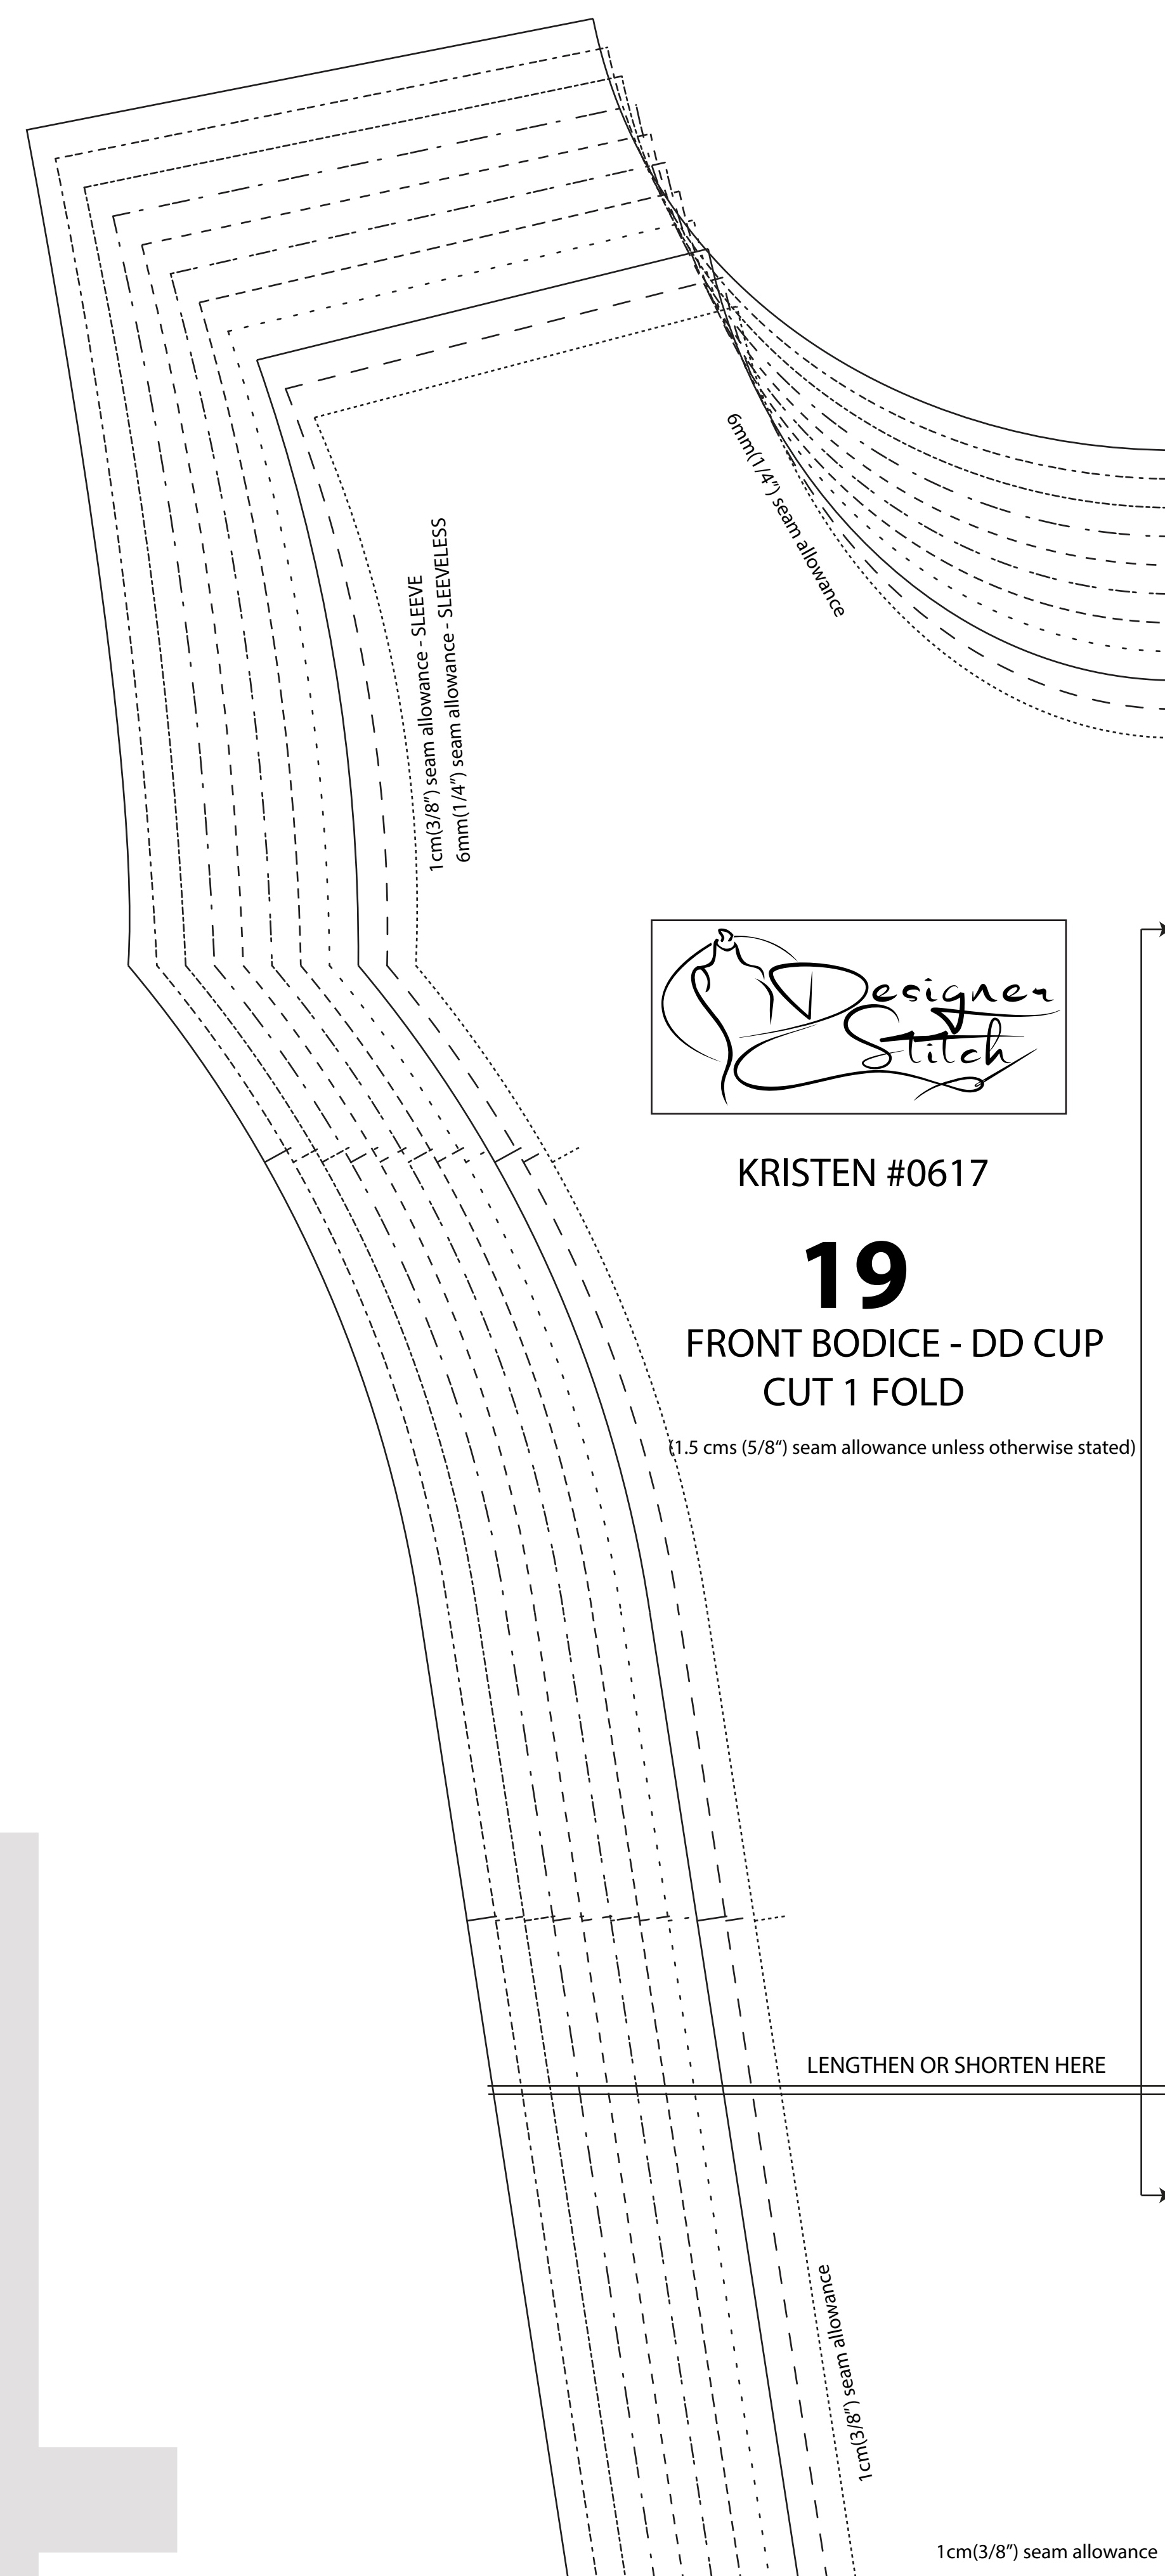 6mm(1/4") seam allowance
1cm(3/8") seam allowance - SLEEVE
6mm(1/4") seam allowance - SLEEVELESS
Designer
Stitch
KRISTEN #0617
19
FRONT BODICE - DD CUP
CUT 1 FOLD
(1.5 cms (5/8“) seam allowance unless otherwise stated)
LENGTHEN OR SHORTEN HERE
1cm(3/8") seam allowance
1cm(3/8") seam allowance